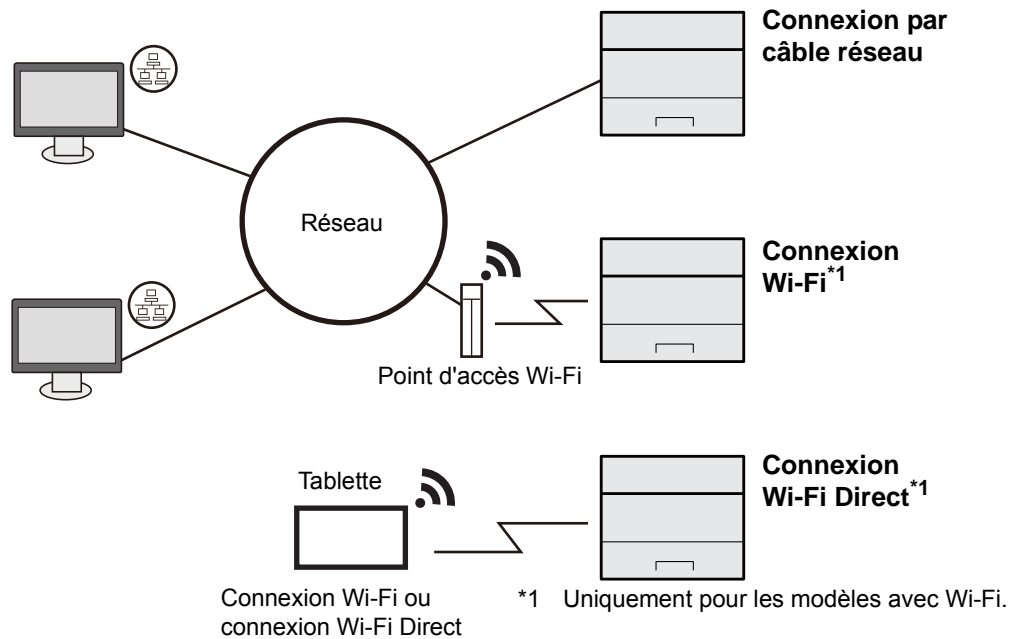 Connexion par
câble réseau
Réseau
Connexion
Wi-Fi*1
Point d'accès Wi-Fi
Connexion
Wi-Fi Direct*1
Tablette
Connexion Wi-Fi ou
connexion Wi-Fi Direct
*1 Uniquement pour les modèles avec Wi-Fi.